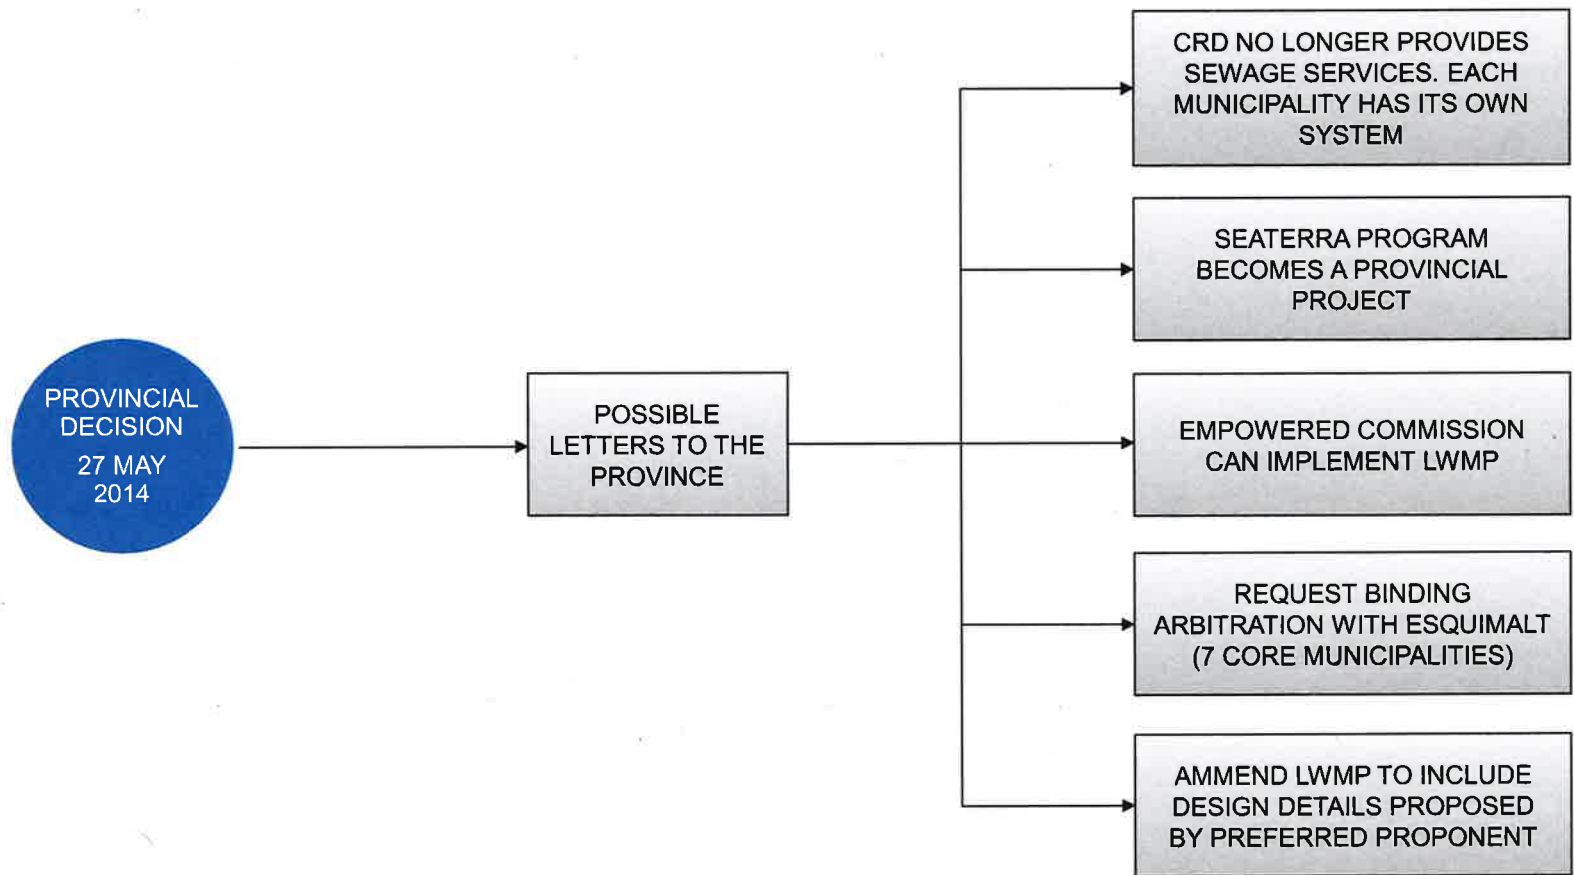 PROVINCIAL
DECISION
27 MAY
2014
POSSIBLE
LETTERS TO THE
PROVINCE
CRD NO LONGER PROVIDES
SEWAGE SERVICES. EACH
MUNICIPALITY HAS ITS OWN
SYSTEM
SEATERRA PROGRAM
BECOMES A PROVINCIAL
PROJECT
EMPOWERED COMMISSION
CAN IMPLEMENT LWMP
REQUEST BINDING
ARBITRATION WITH ESQUIMALT
(7 CORE MUNICIPALITIES)
AMMEND LWMP TO INCLUDE
DESIGN DETAILS PROPOSED
BY PREFERRED PROPONENT